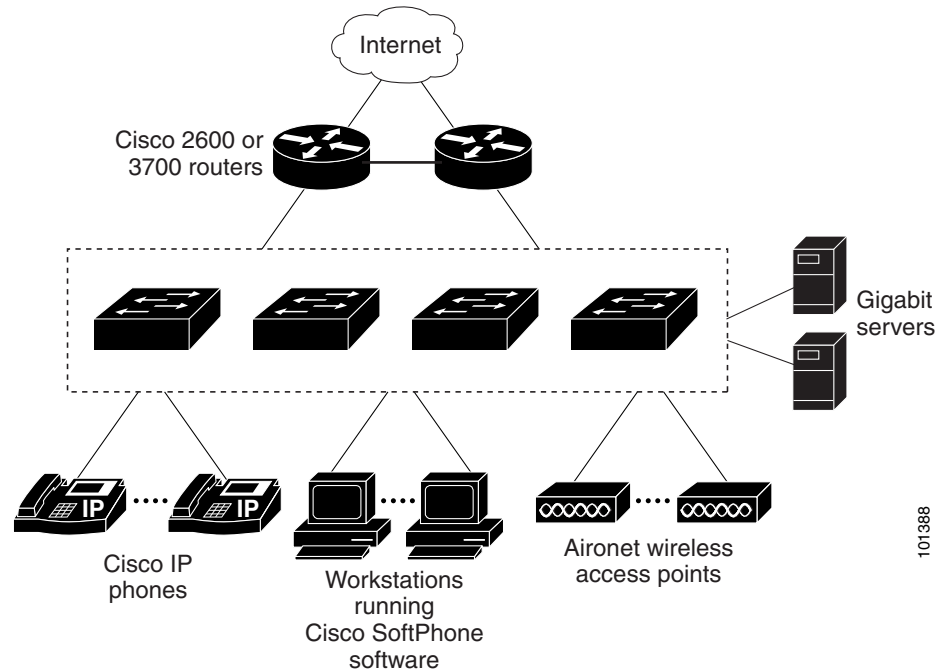 Internet
Cisco 2600 or
3700 routers
Gigabit
servers
IP
IP
Cisco IP
phones
Workstations
running
Cisco SoftPhone
software
Aironet wireless
access points
101388